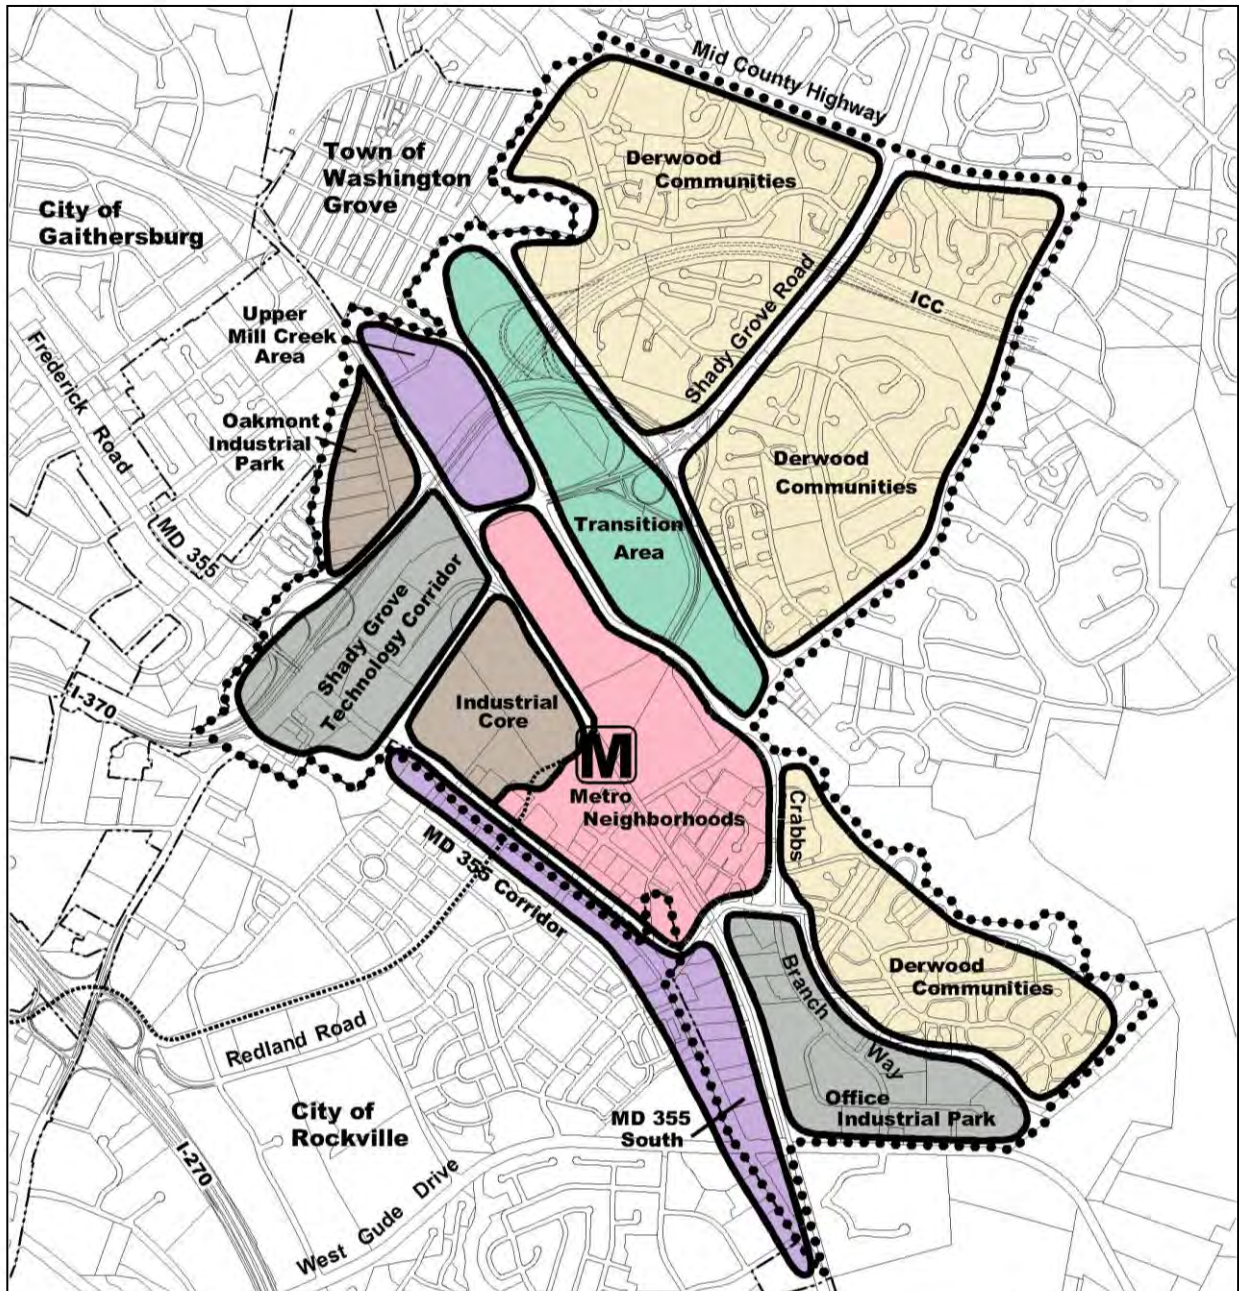 Mid County Highway
Derwood
Communities
Town of
Washington
Grove
City of
Gaithersburg
Shady Grove Road
ICC
Upper
Mill Creek
Area
Frederick
Road
MD 355
Oakmont
Industrial
Park
Derwood
Communities
Transition
Area
Shady Grove
Technology Corridor
I-370
Industrial
Core
M
Metro
Neighborhoods
Crabbs
Branch
Way
MD 355 Corridor
Derwood
Communities
Redland Road
City of
Rockville
I-270
West Gude Drive
MD 355
South
Office
Industrial Park